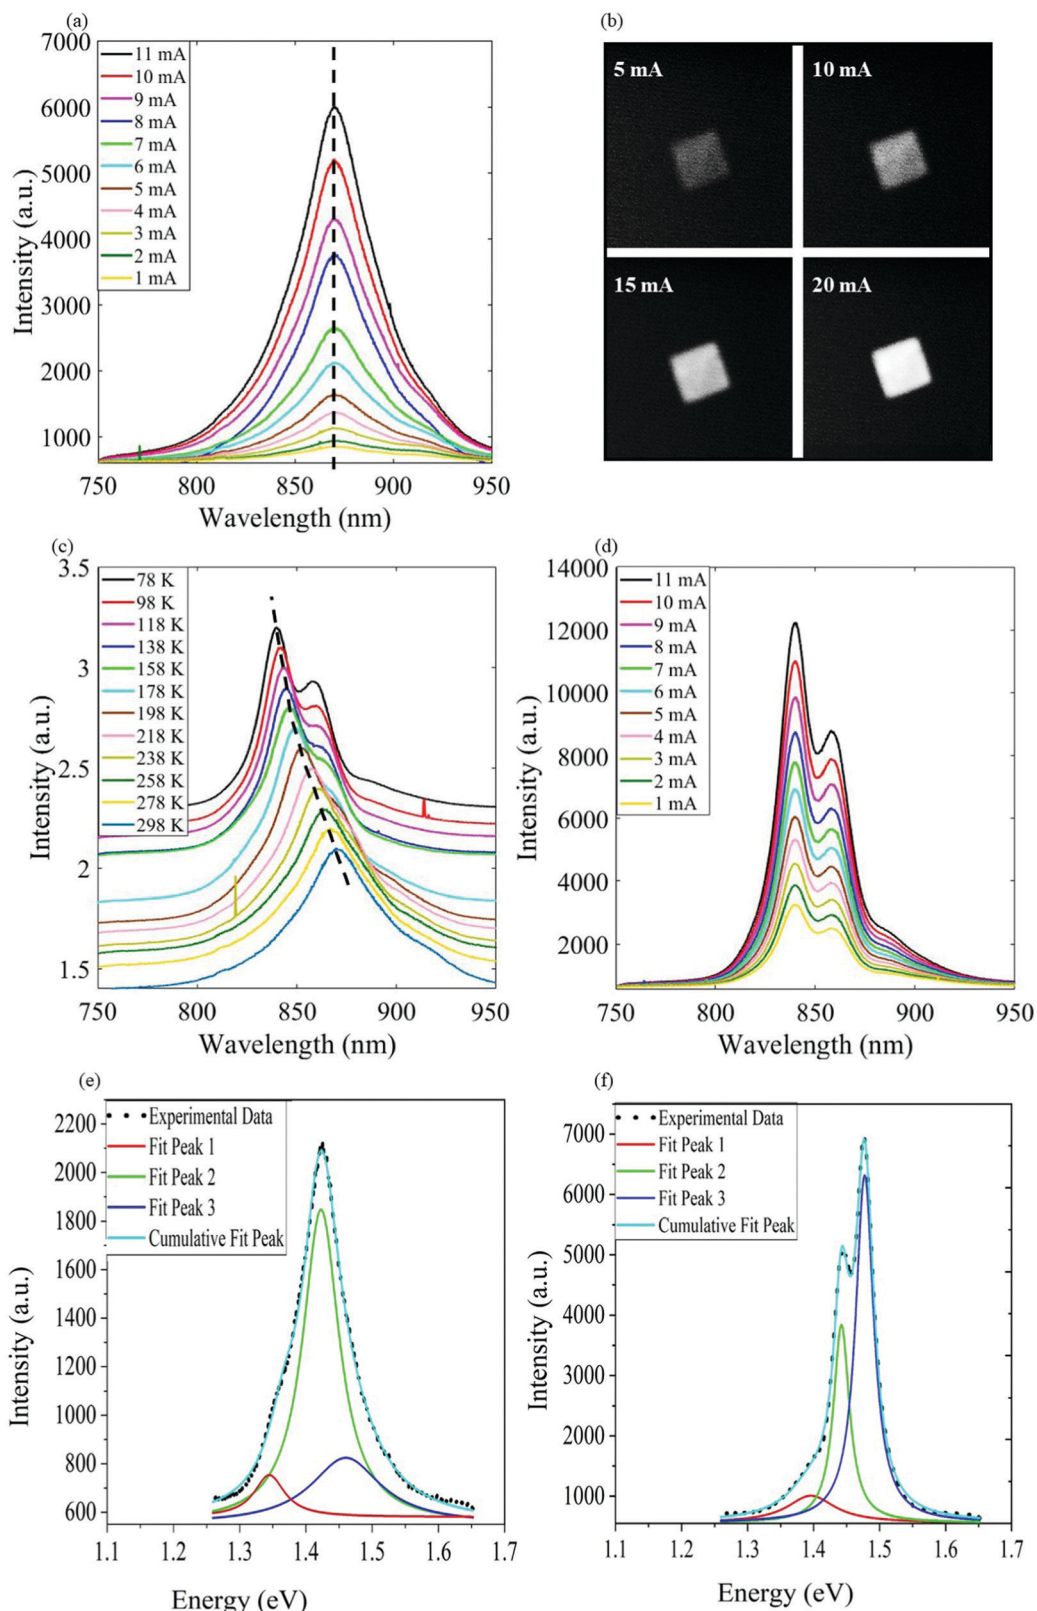 (a)
7000
6000
5000
4000
3000
2000
1000
Intensity (a.u.)
11 mA
10 mA
9 mA
8 mA
7 mA
6 mA
5 mA
4 mA
3 mA
2 mA
1 mA
750 800 850 900 950
Wavelength (nm)
(b)
5 mA
10 mA
15 mA
20 mA
(c)
3.5
3
2.5
2
1.5
Intensity (a.u.)
78 K
98 K
118 K
138 K
158 K
178 K
198 K
218 K
238 K
258 K
278 K
298 K
750 800 850 900 950
Wavelength (nm)
(d)
14000
12000
10000
8000
6000
4000
2000
Intensity (a.u.)
11 mA
10 mA
9 mA
8 mA
7 mA
6 mA
5 mA
4 mA
3 mA
2 mA
1 mA
750 800 850 900 950
Wavelength (nm)
(e)
2200
2000
1800
1600
1400
1200
1000
800
600
Intensity (a.u.)
Experimental Data
Fit Peak 1
Fit Peak 2
Fit Peak 3
Cumulative Fit Peak
1.1 1.2 1.3 1.4 1.5 1.6 1.7
Energy (eV)
(f)
7000
6000
5000
4000
3000
2000
1000
Intensity (a.u.)
Experimental Data
Fit Peak 1
Fit Peak 2
Fit Peak 3
Cumulative Fit Peak
1.1 1.2 1.3 1.4 1.5 1.6 1.7
Energy (eV)